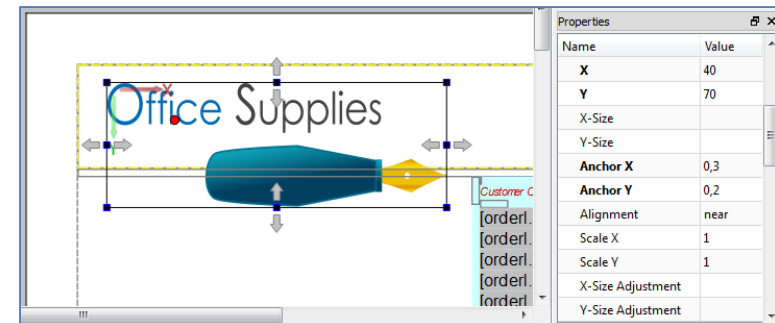 Properties
Name Value
X 40
Y 70
X-Size
Y-Size
Anchor X 0,3
Anchor Y 0,2
Alignment near
Scale X 1
Scale Y 1
X-Size Adjustment
Y-Size Adjustment
X
Office Supplies
Customer O
[orderl.
[orderl.
[orderl.
[orderl.
[orderl